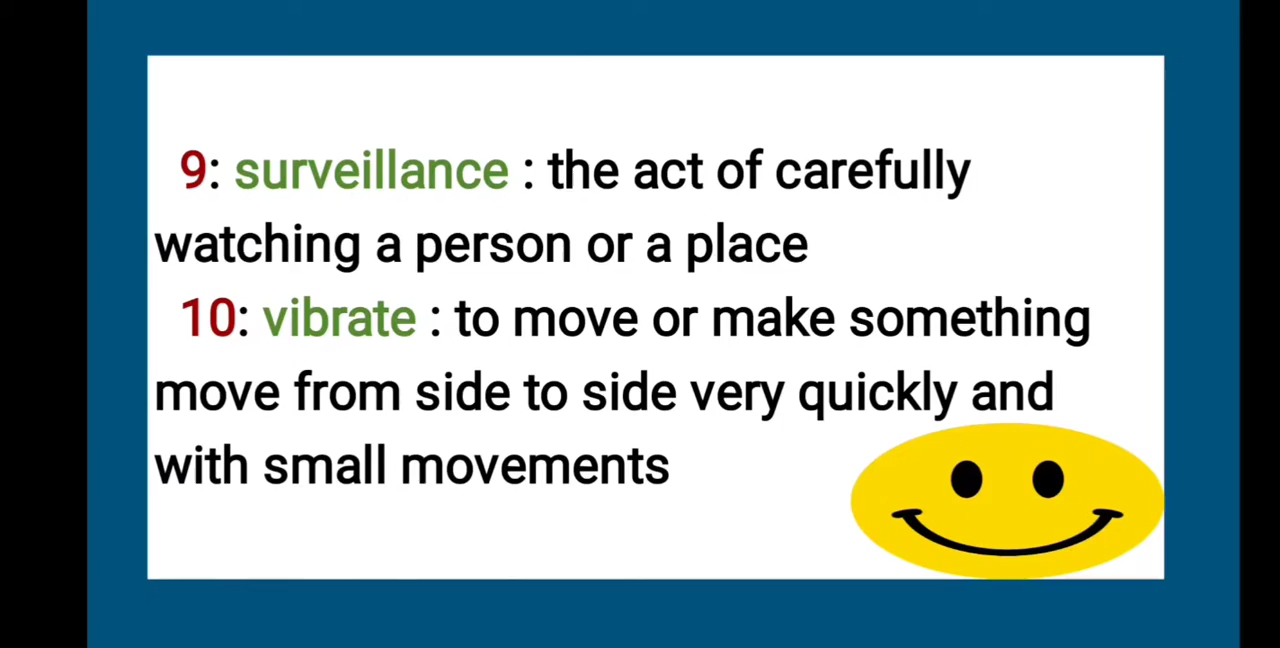 9: surveillance : the act of carefully
watching a person or a place
10: vibrate : to move or make something
move from side to side very quickly and
with small movements